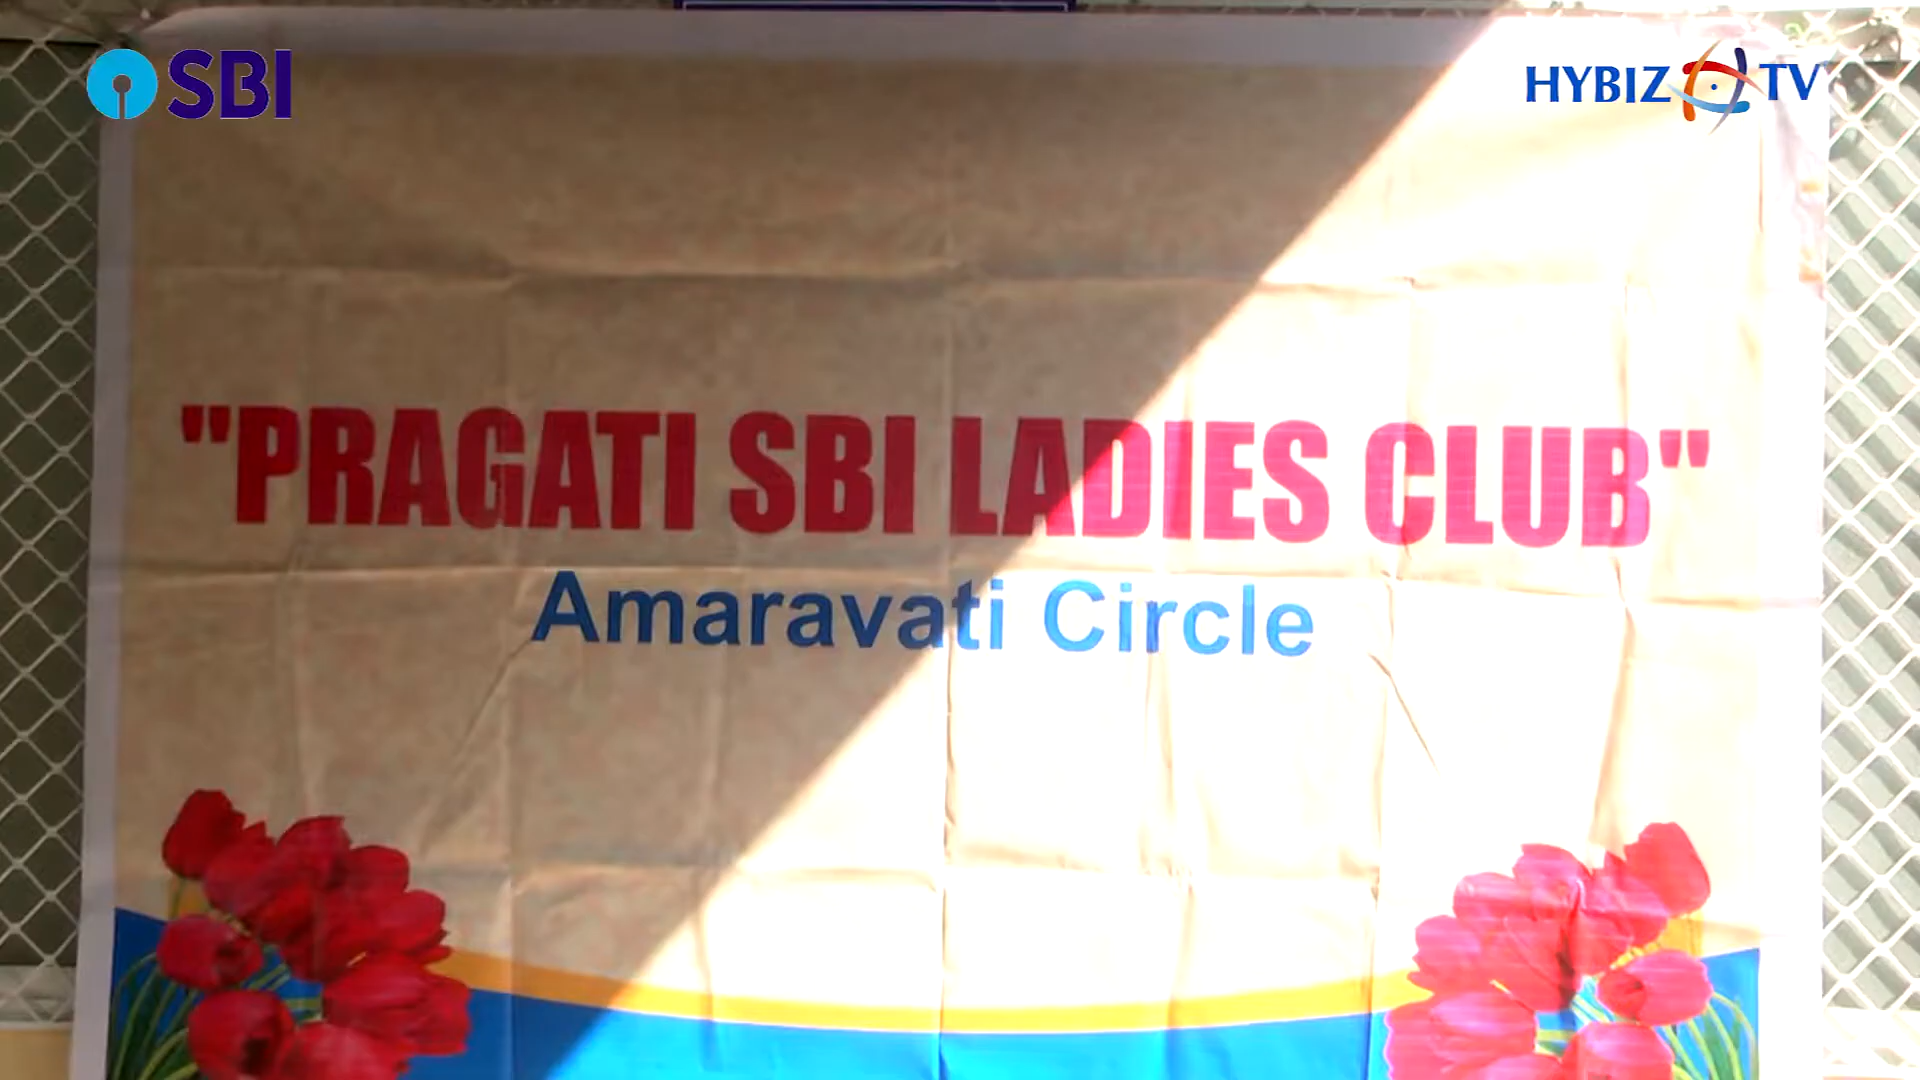 SBI
HYBIZ TV
"PRAGATI SBI LADIES CLUB"
Amaravati Circle